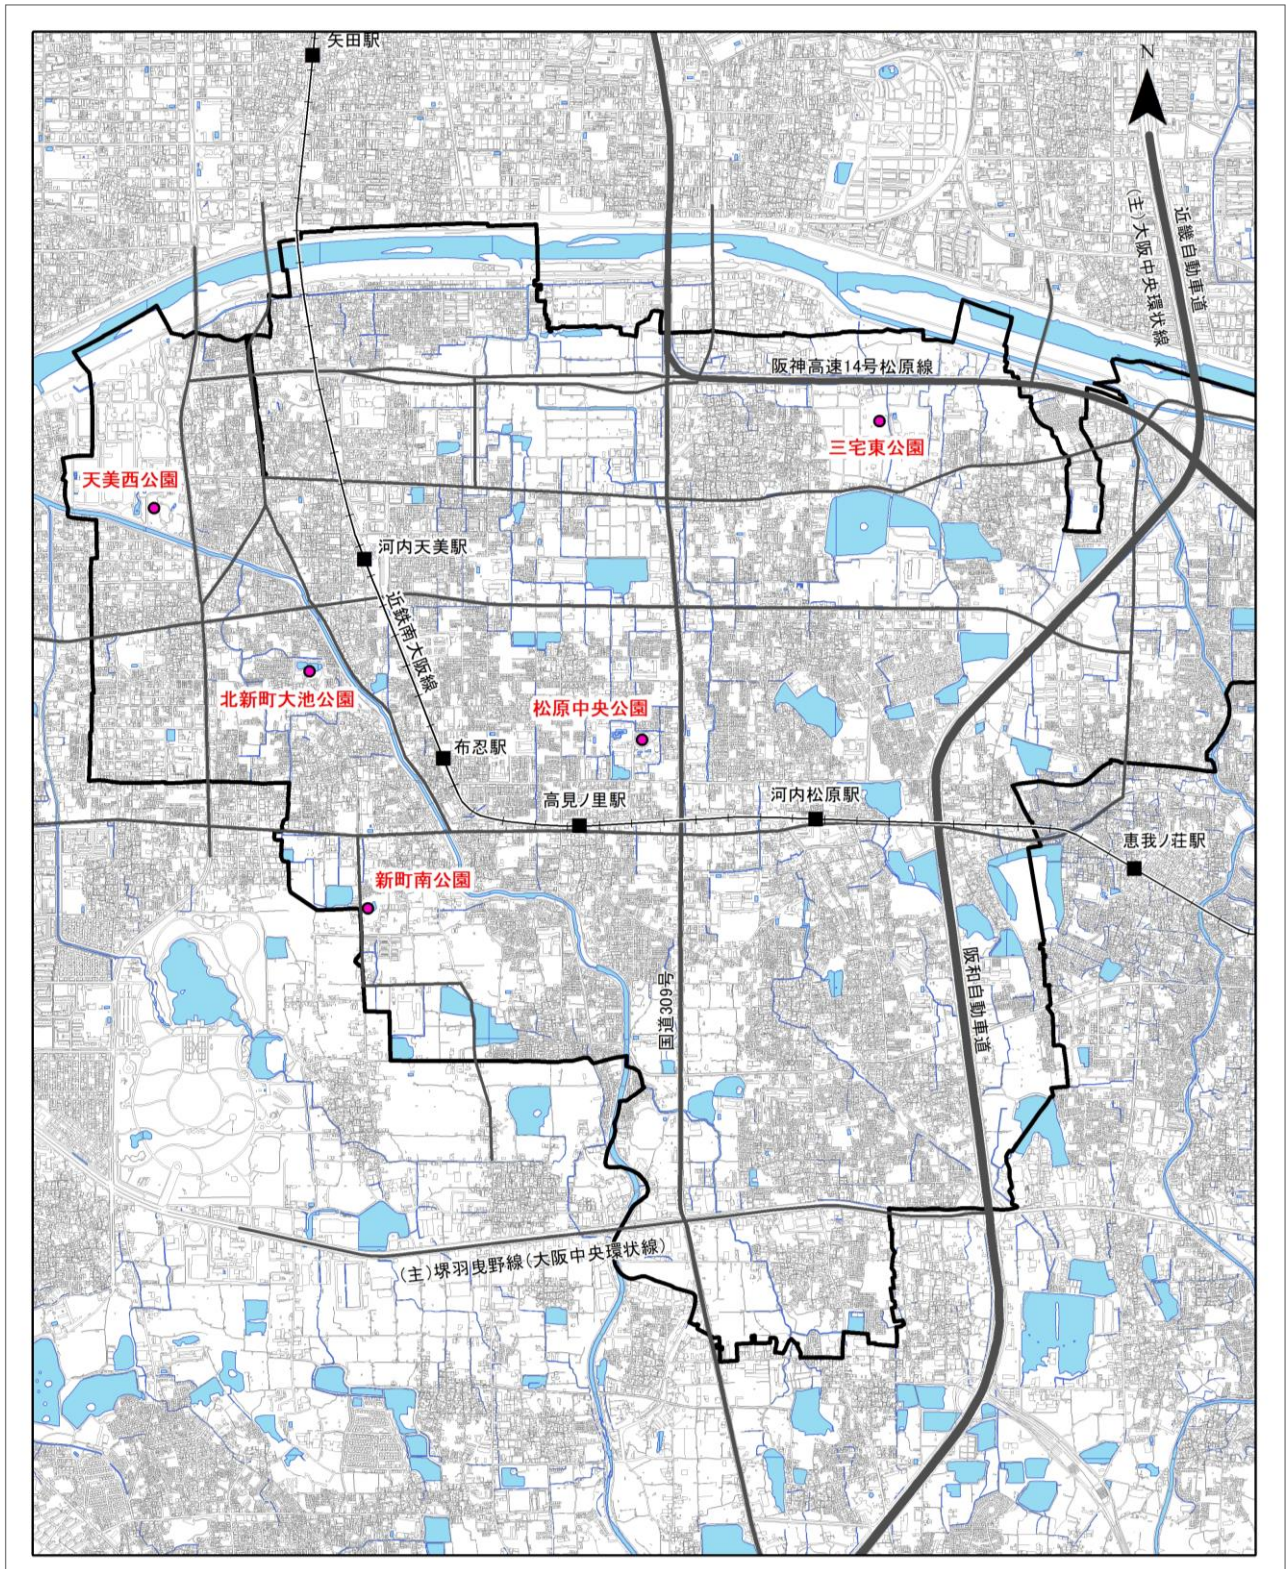 矢田駅
N
近畿自動車道
(主)大阪中央環状線
阪神高速14号松原線
三宅東公園
天美西公園
河内天美駅
近鉄南大阪線
北新町大池公園
松原中央公園
布忍駅
高見ノ里駅
河内松原駅
恵我ノ荘駅
新町南公園
国道309号
阪和自動車道
(主)堺羽曳野線(大阪中央環状線)